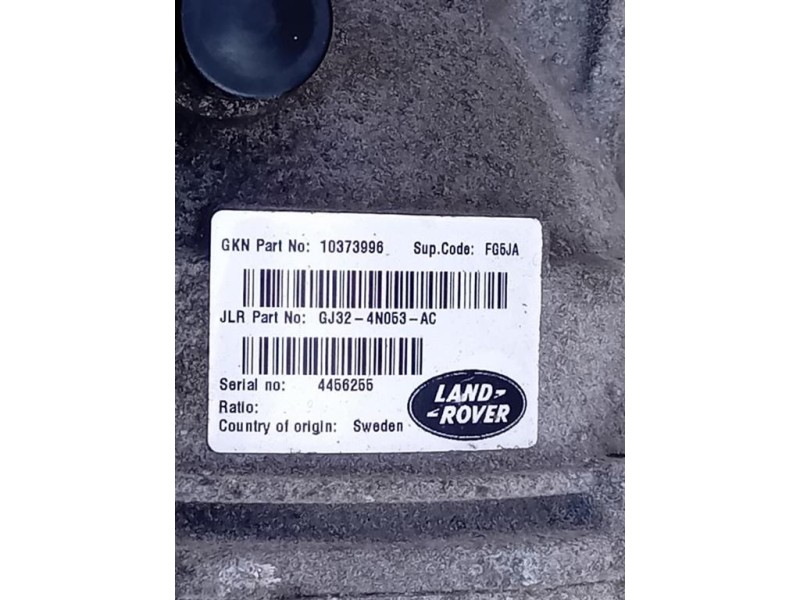 GKN Part No: 10373996 Sup.Code: FG5JA
JLR Part No: GJ32-4N053-AC
Serial no: 4456255
Ratio:
Country of origin: Sweden
LAND-
-ROVER